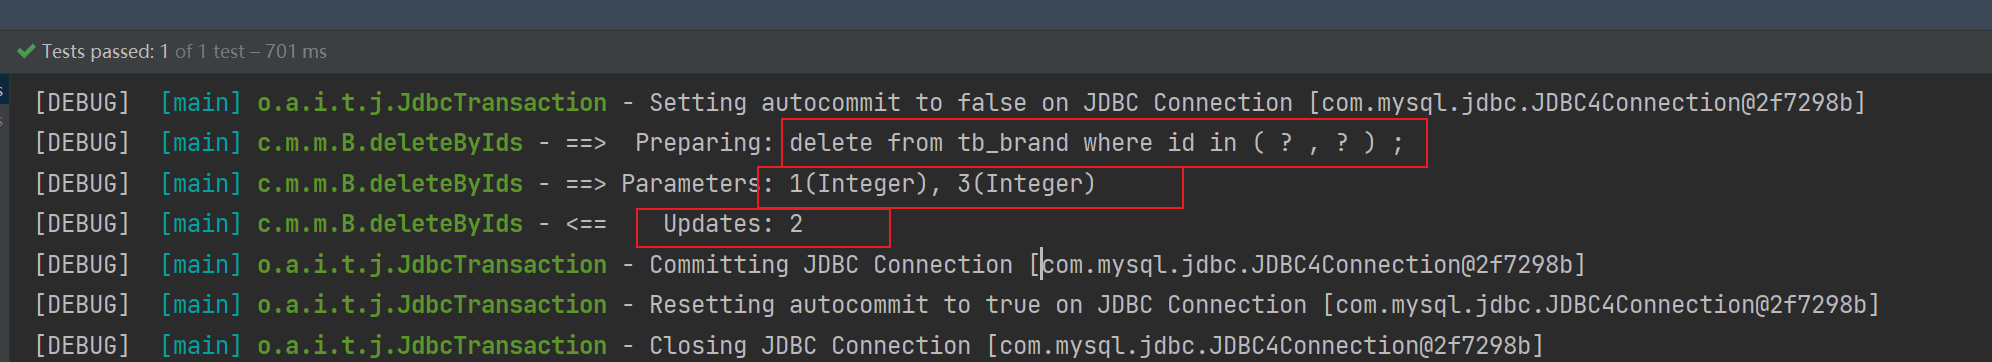 Tests passed: 1 of 1 test – 701 ms
[DEBUG] [main] o.a.i.t.j.JdbcTransaction - Setting autocommit to false on JDBC Connection [com.mysql.jdbc.JDBC4Connection@2f7298b]
[DEBUG] [main] c.m.m.B.deleteByIds - ==>  Preparing: delete from tb_brand where id in ( ? , ? ) ;
[DEBUG] [main] c.m.m.B.deleteByIds - ==> Parameters: 1(Integer), 3(Integer)
[DEBUG] [main] c.m.m.B.deleteByIds - <==    Updates: 2
[DEBUG] [main] o.a.i.t.j.JdbcTransaction - Committing JDBC Connection [com.mysql.jdbc.JDBC4Connection@2f7298b]
[DEBUG] [main] o.a.i.t.j.JdbcTransaction - Resetting autocommit to true on JDBC Connection [com.mysql.jdbc.JDBC4Connection@2f7298b]
[DEBUG] [main] o.a.i.t.j.JdbcTransaction - Closing JDBC Connection [com.mysql.jdbc.JDBC4Connection@2f7298b]